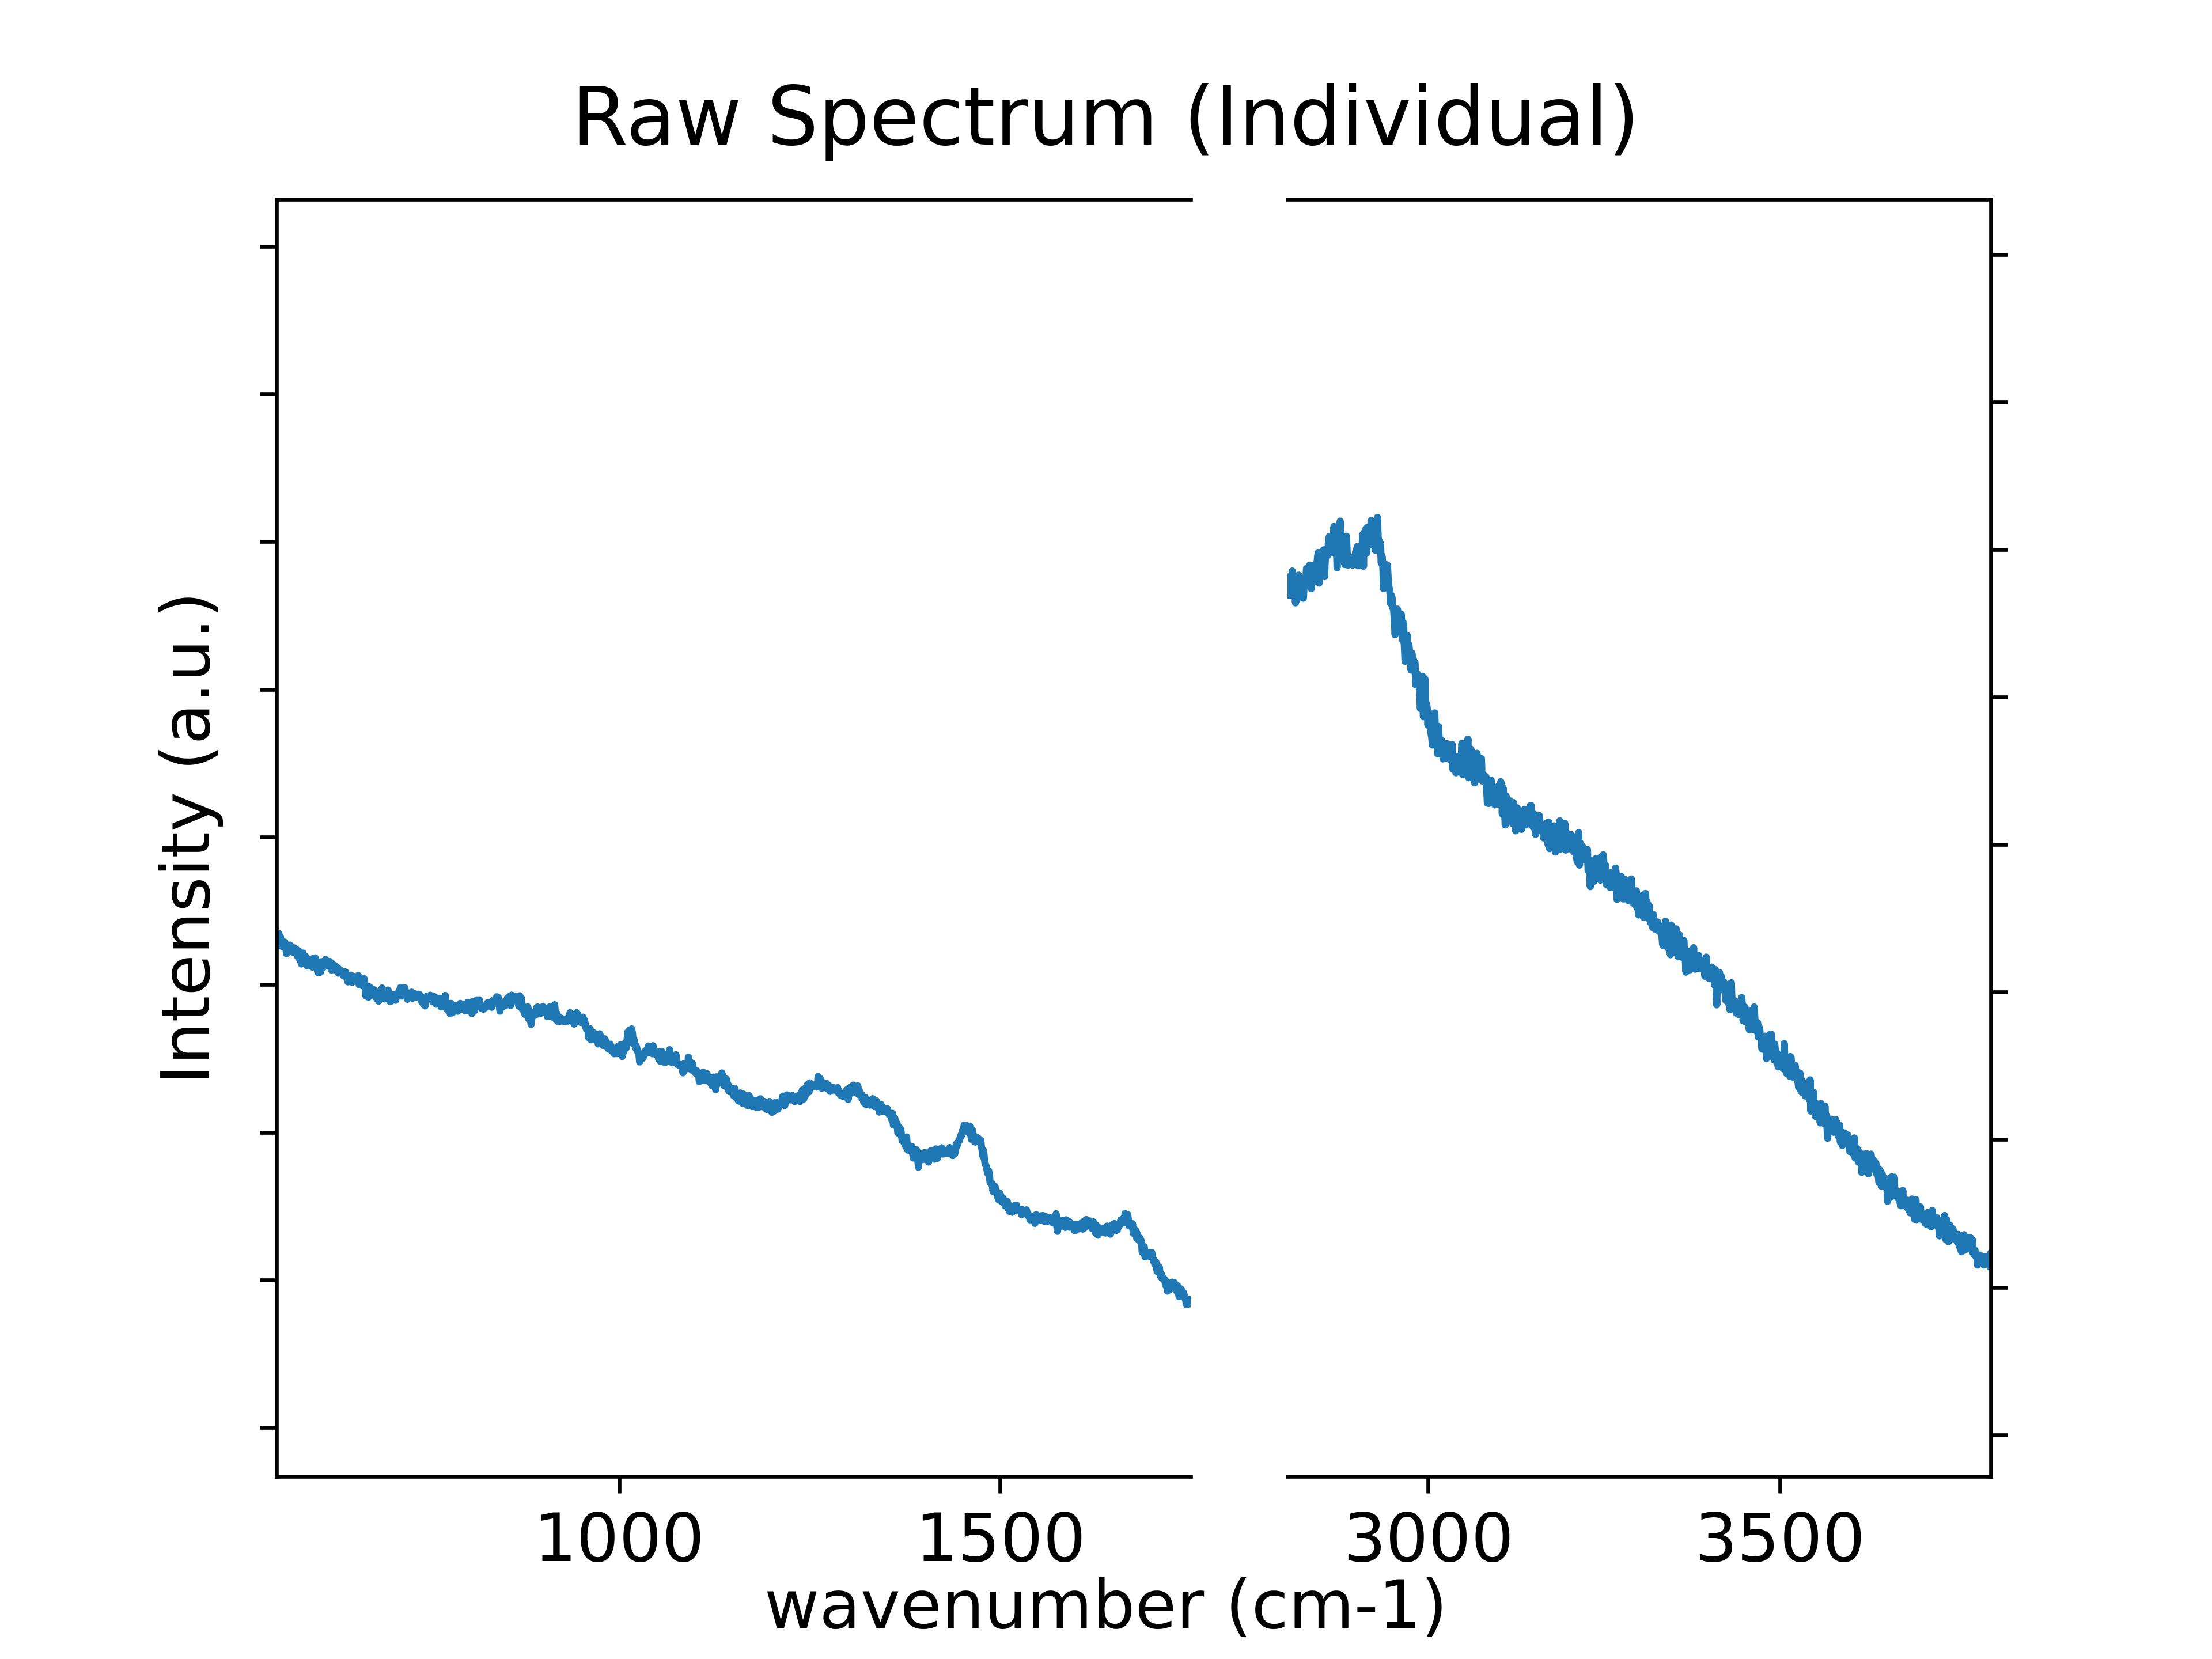 Raw Spectrum (Individual)
Intensity (a.u.)
1000 1500 3000 3500
wavenumber (cm-1)